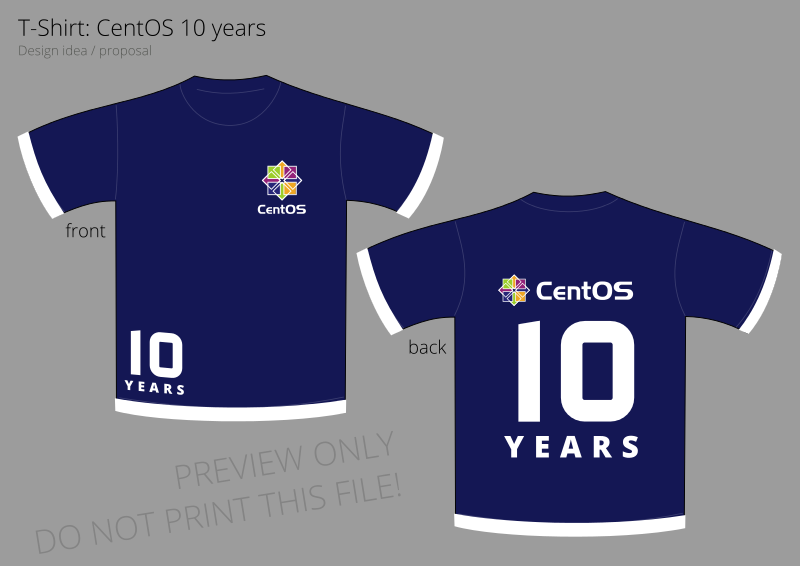 T-Shirt: CentOS 10 years
Design idea / proposal
CentOS
front
10
YEARS
CentOS
back
10
YEARS
PREVIEW ONLY
DO NOT PRINT THIS FILE!